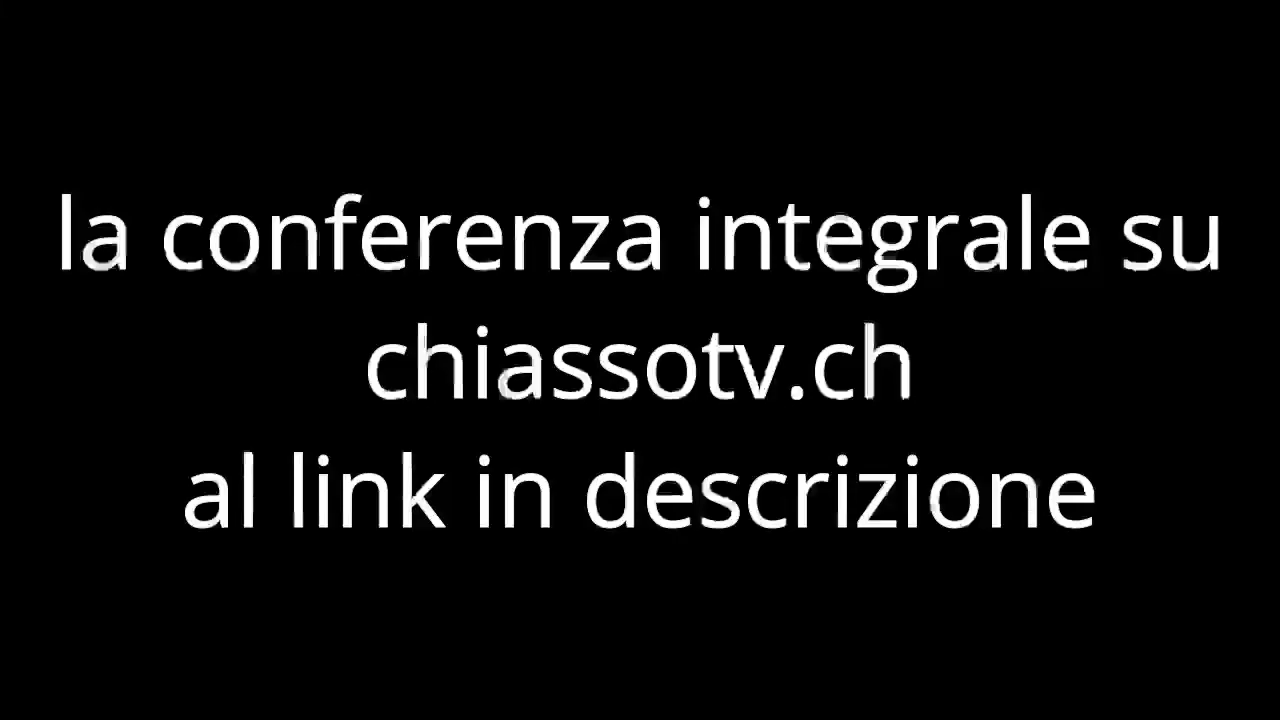 la conferenza integrale su
chiassotv.ch
al link in descrizione